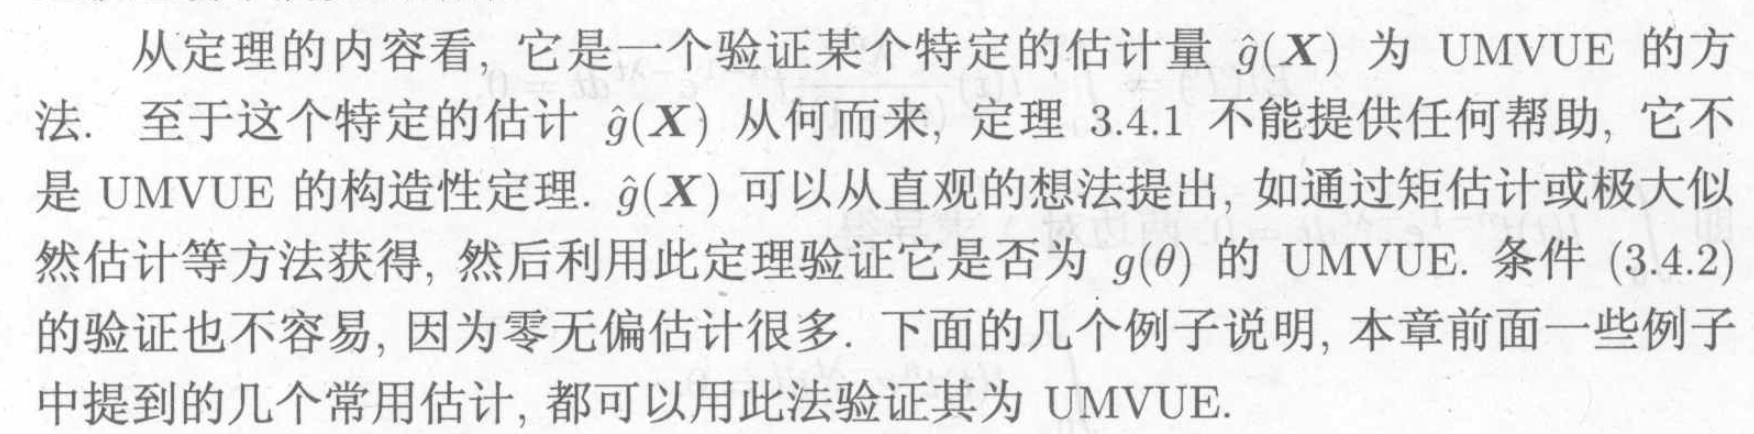 从定理的内容看, 它是一个验证某个特定的估计量 ĝ(X) 为 UMVUE 的方
法. 至于这个特定的估计 ĝ(X) 从何而来, 定理 3.4.1 不能提供任何帮助, 它不
是 UMVUE 的构造性定理. ĝ(X) 可以从直观的想法提出, 如通过矩估计或极大似
然估计等方法获得, 然后利用此定理验证它是否为 g(θ) 的 UMVUE. 条件 (3.4.2)
的验证也不容易, 因为零无偏估计很多. 下面的几个例子说明, 本章前面一些例子
中提到的几个常用估计, 都可以用此法验证其为 UMVUE.